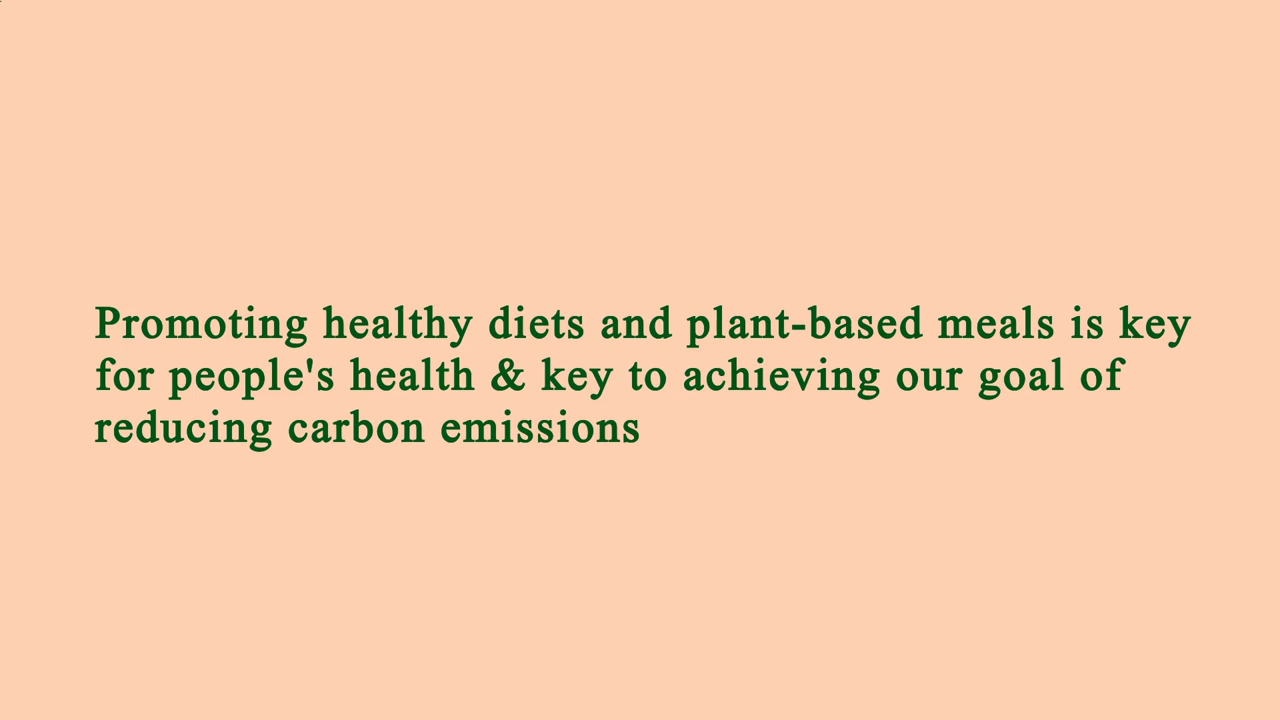 Promoting healthy diets and plant-based meals is key
for people's health & key to achieving our goal of
reducing carbon emissions